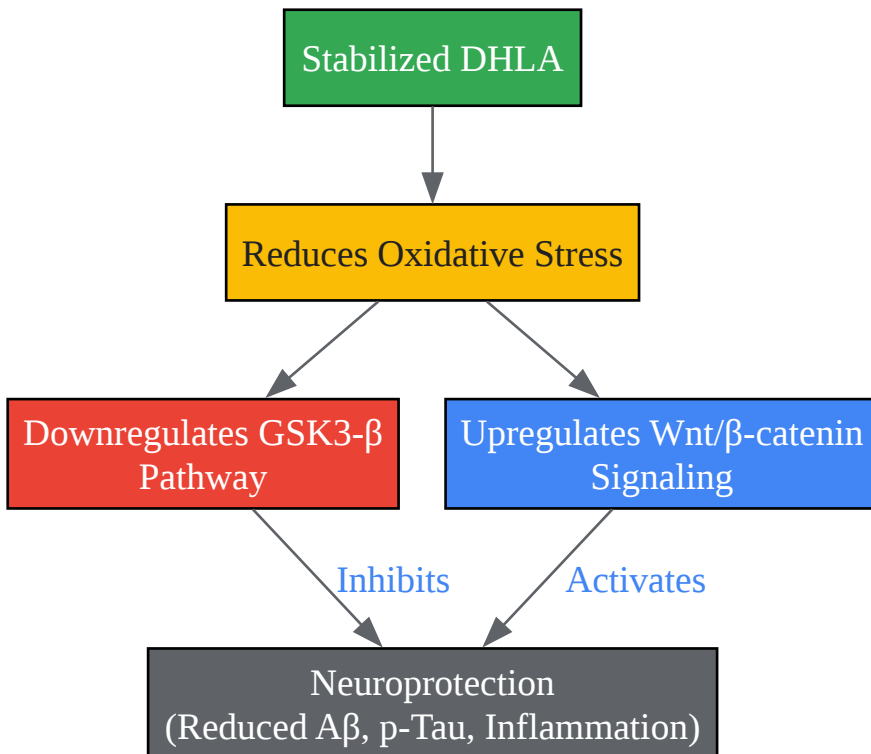 Stabilized DHLA
Reduces Oxidative Stress
Downregulates GSK3-β
Pathway
Upregulates Wnt/β-catenin
Signaling
Inhibits
Activates
Neuroprotection
(Reduced Aβ, p-Tau, Inflammation)